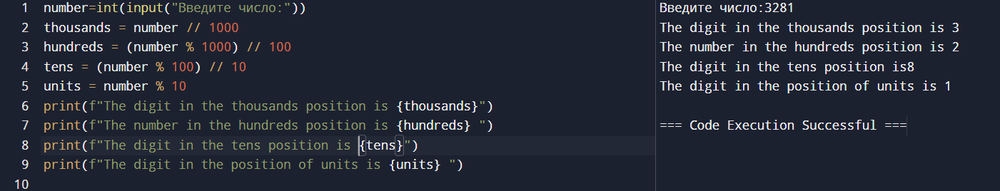 1 number=int(input("Введите число:"))
2 thousands = number // 1000
3 hundreds = (number % 1000) // 100
4 tens = (number % 100) // 10
5 units = number % 10
6 print(f"The digit in the thousands position is {thousands}")
7 print(f"The number in the hundreds position is {hundreds} ")
8 print(f"The digit in the tens position is {tens}")
9 print(f"The digit in the position of units is {units} ")
10
Введите число:3281
The digit in the thousands position is 3
The number in the hundreds position is 2
The digit in the tens position is8
The digit in the position of units is 1
=== Code Execution Successful ===